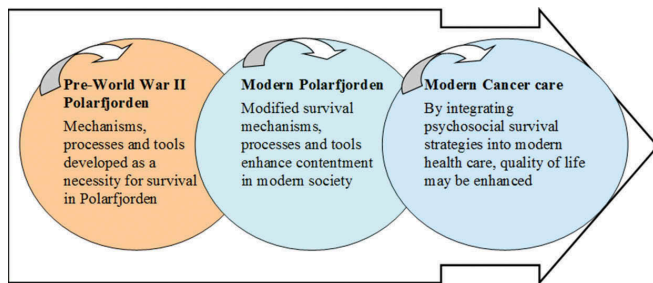 Pre-World War II
Polarfjorden
Mechanisms,
processes and tools
developed as a
necessity for survival
in Polarfjorden
Modern Polarfjorden
Modified survival
mechanisms,
processes and tools
enhance contentment
in modern society
Modern Cancer care
By integrating
psychosocial survival
strategies into modern
health care, quality of life
may be enhanced